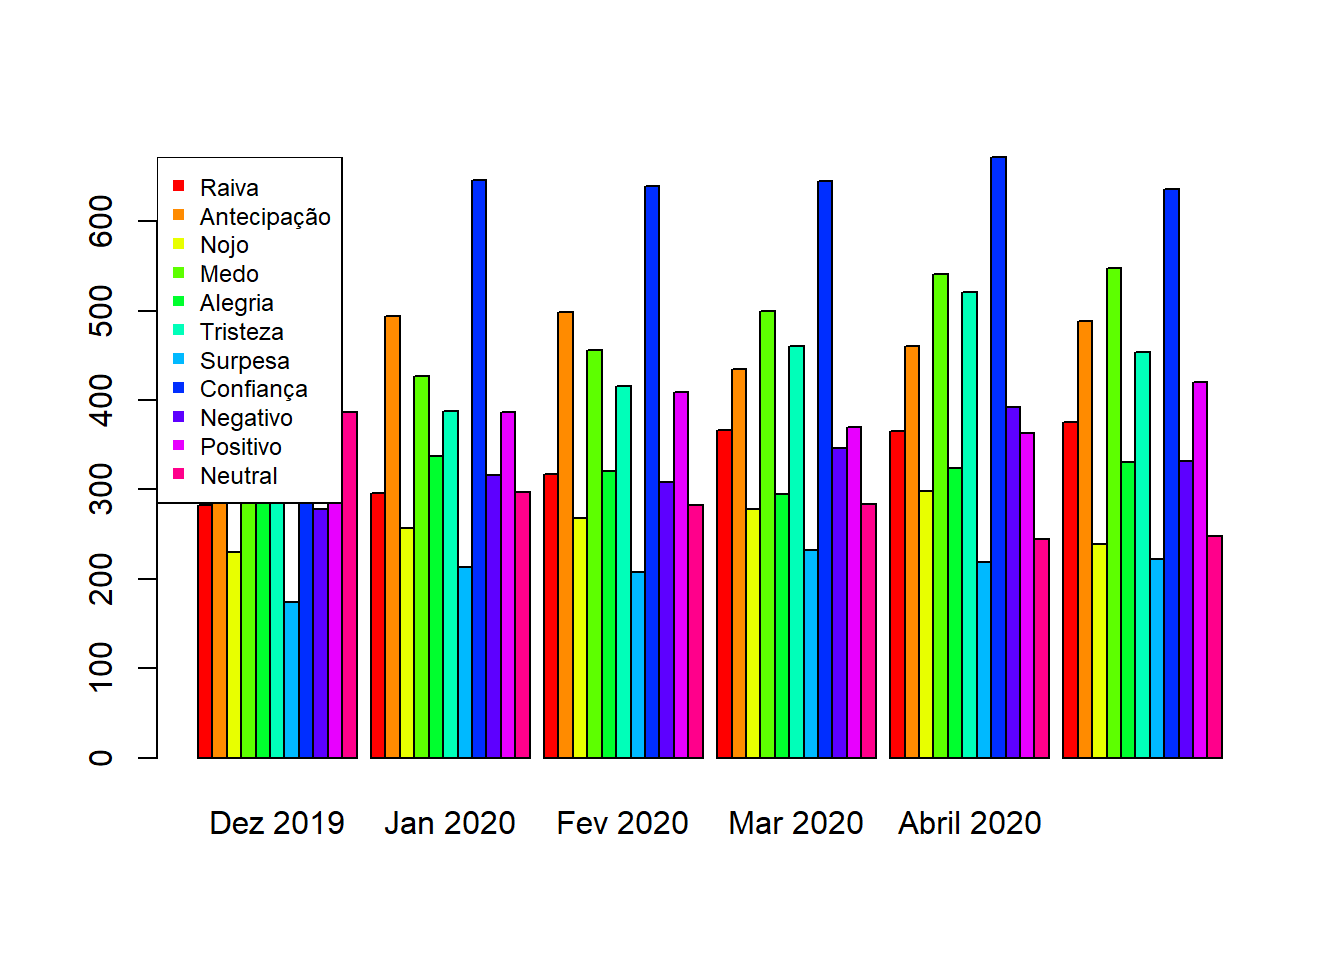 Raiva
Antecipação
Nojo
Medo
Alegria
Tristeza
Surpesa
Confiança
Negativo
Positivo
Neutral
600
500
400
300
200
100
0
Dez 2019 Jan 2020 Fev 2020 Mar 2020 Abril 2020